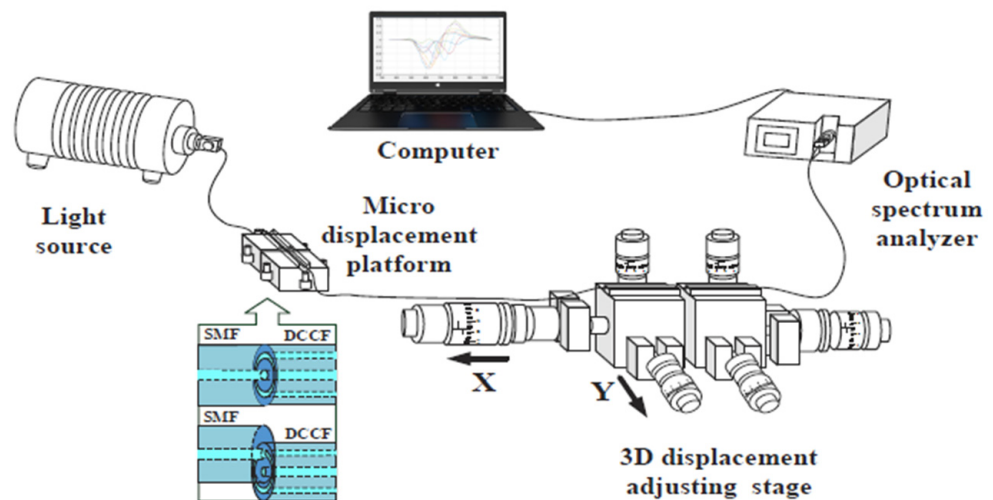 Computer
Light
source
Micro
displacement
platform
Optical
spectrum
analyzer
SMF
DCCF
SMF
DCCF
X
Y
3D displacement
adjusting stage